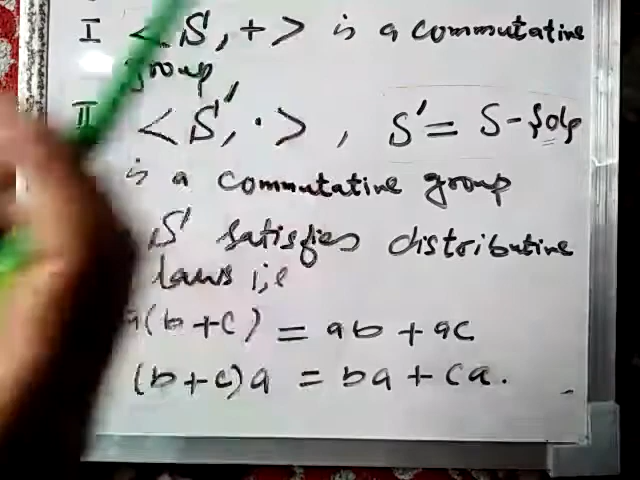 I <S, +> is a commutative
group,
II <S', ·>, S' = S-{0}
is a commutative group
S satisfies distributive
laws i;e
a(b+c) = ab + ac
(b+c)a = ba + ca.